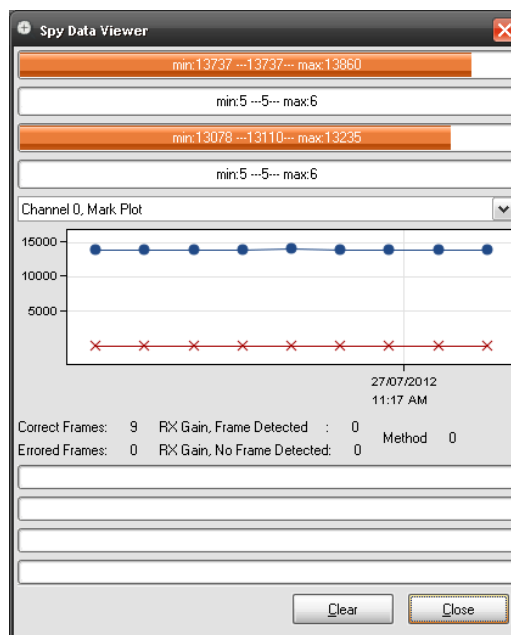 Spy Data Viewer
min:13737 ---13737--- max:13860
min:5 ---5--- max:6
min:13078 ---13110--- max:13235
min:5 ---5--- max:6
Channel 0, Mark Plot
15000
10000
5000
27/07/2012
11:17 AM
Correct Frames: 9 RX Gain, Frame Detected : 0
Method 0
Errored Frames: 0 RX Gain, No Frame Detected: 0
Clear Close